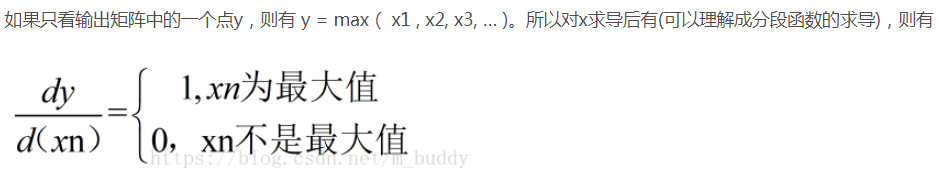 如果只看输出矩阵中的一个点y，则有 y = max（ x1 , x2, x3, ... )。所以对x求导后有(可以理解成分段函数的求导)，则有
dy/d(xn) = { 1, xn为最大值
0，xn不是最大值
https://blog.csdn.net/m_buddy